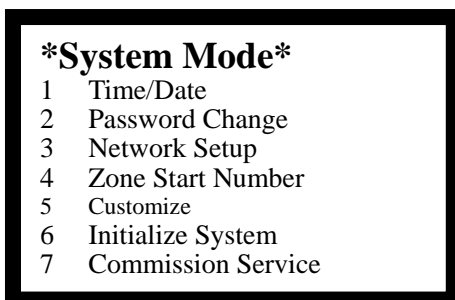 *System Mode*
1 Time/Date
2 Password Change
3 Network Setup
4 Zone Start Number
5 Customize
6 Initialize System
7 Commission Service